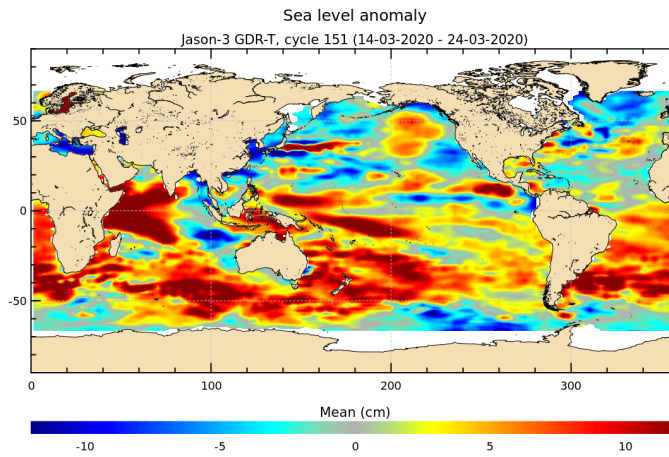 Sea level anomaly
Jason-3 GDR-T, cycle 151 (14-03-2020 - 24-03-2020)
50
0
-50
0 100 200 300
Mean (cm)
-10 -5 0 5 10